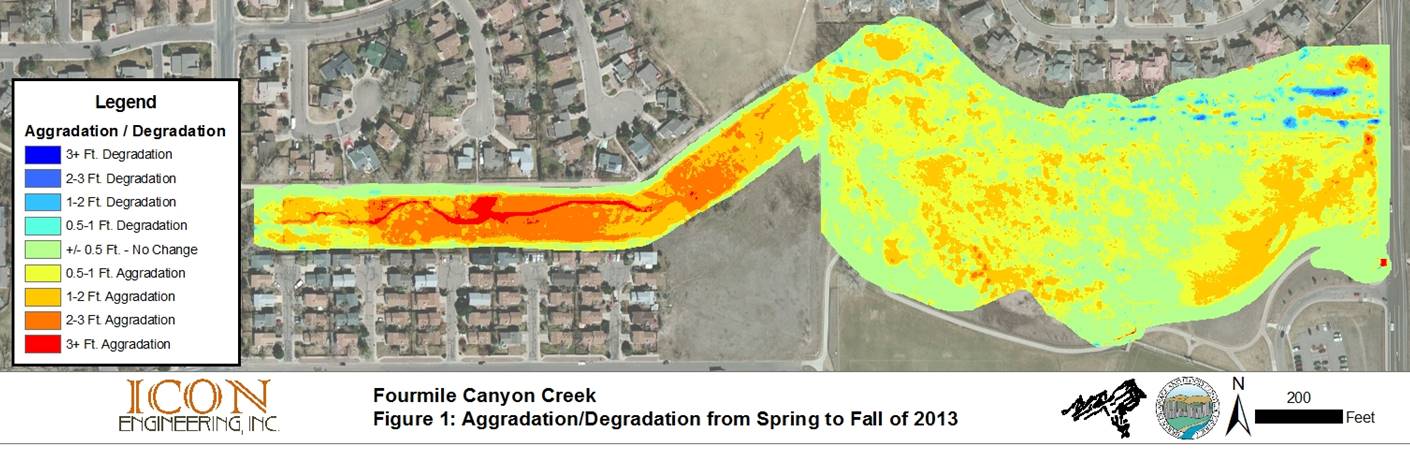 Legend
Aggradation / Degradation
3+ Ft. Degradation
2-3 Ft. Degradation
1-2 Ft. Degradation
0.5-1 Ft. Degradation
+/- 0.5 Ft. - No Change
0.5-1 Ft. Aggradation
1-2 Ft. Aggradation
2-3 Ft. Aggradation
3+ Ft. Aggradation
ICON
ENGINEERING, INC.
Fourmile Canyon Creek
Figure 1: Aggradation/Degradation from Spring to Fall of 2013
N
200
Feet